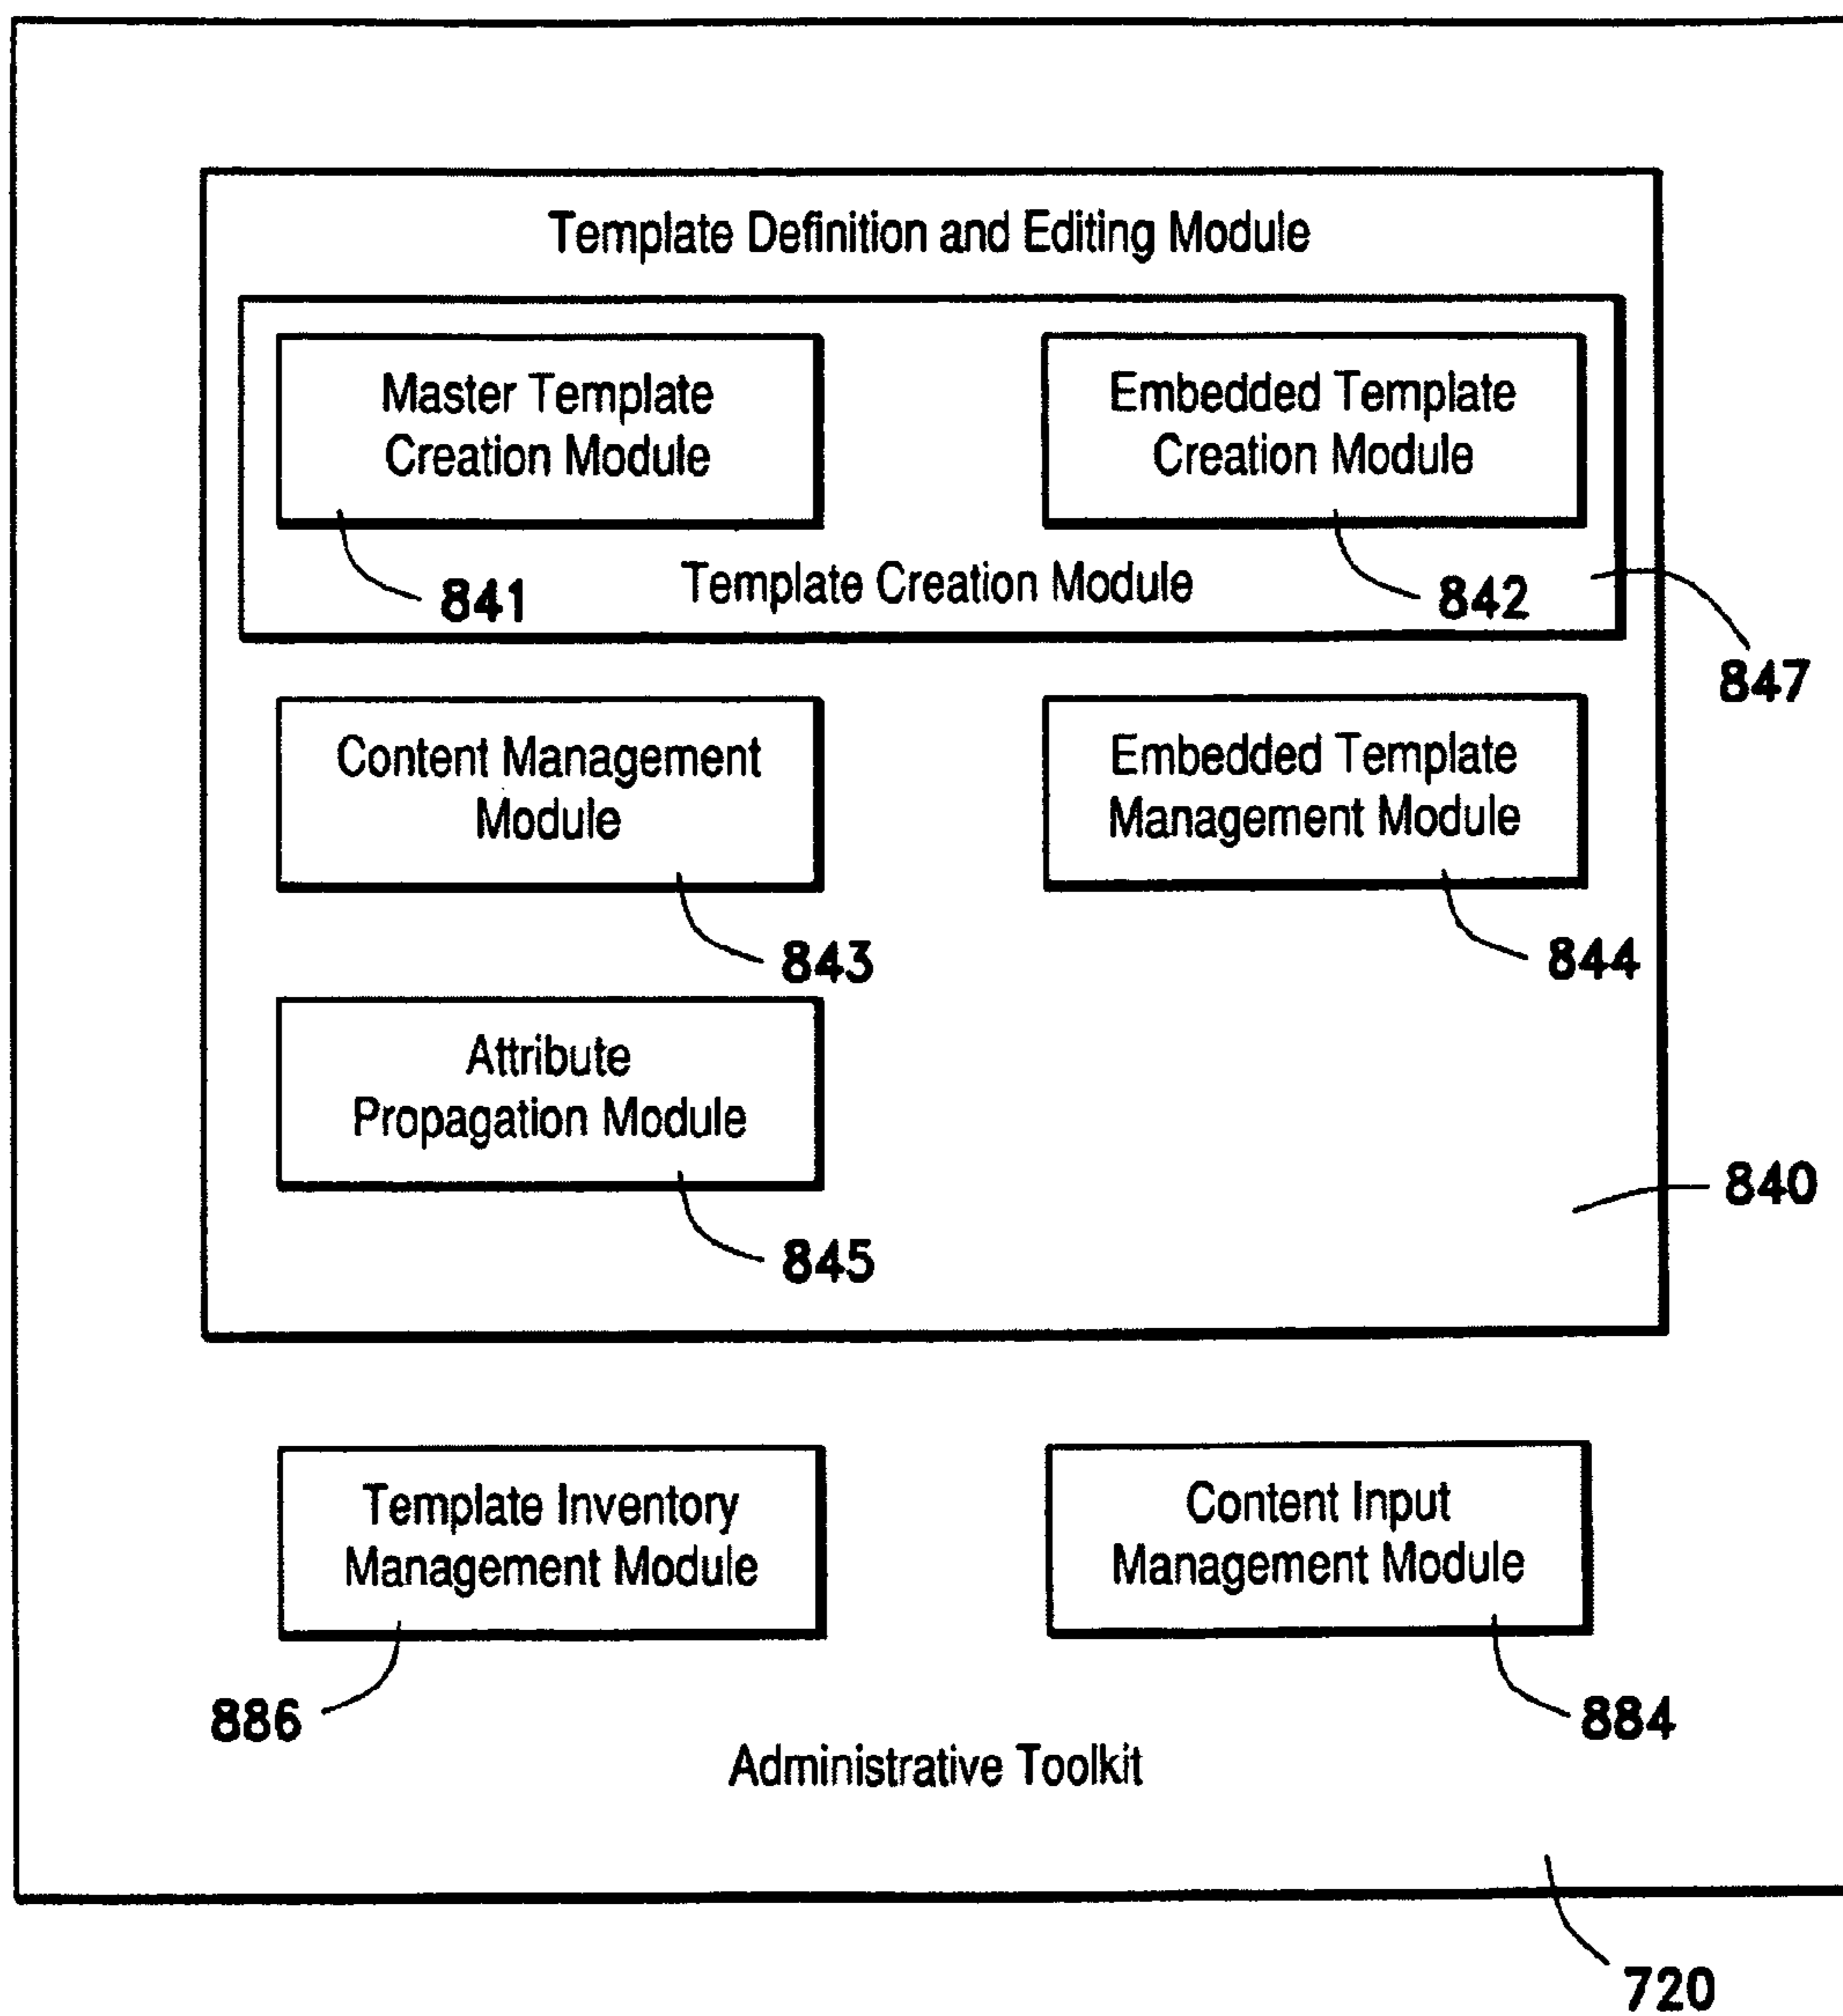 Template Definition and Editing Module
Master Template
Creation Module
Embedded Template
Creation Module
841
Template Creation Module
842
847
Content Management
Module
Embedded Template
Management Module
843
844
Attribute
Propagation Module
840
845
Template Inventory
Management Module
Content Input
Management Module
886
884
Administrative Toolkit
720